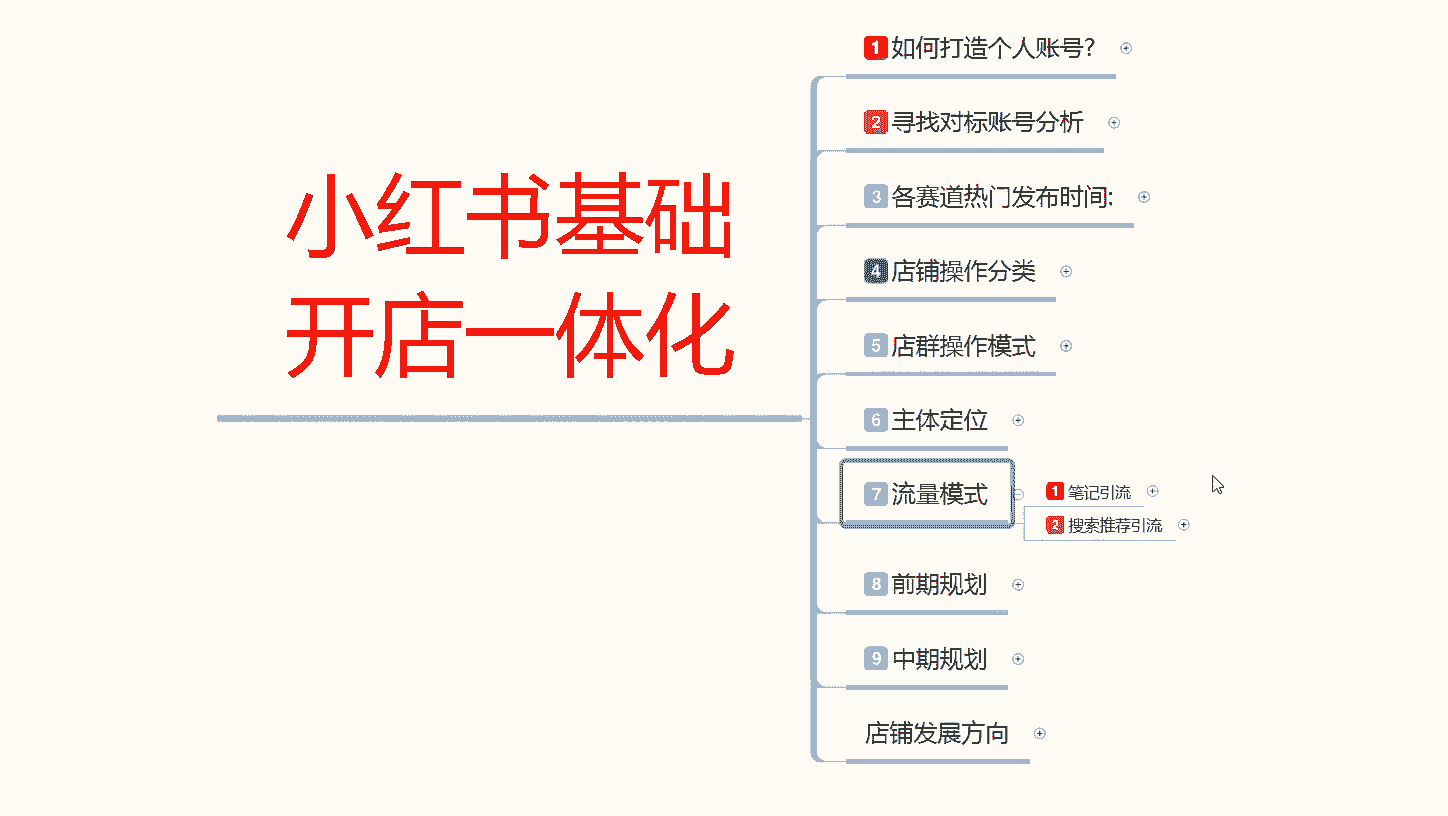 小红书基础
开店一体化
1 如何打造个人账号?
2 寻找对标账号分析
3 各赛道热门发布时间:
4 店铺操作分类
5 店群操作模式
6 主体定位
7 流量模式
1 笔记引流
2 搜索推荐引流
8 前期规划
9 中期规划
店铺发展方向